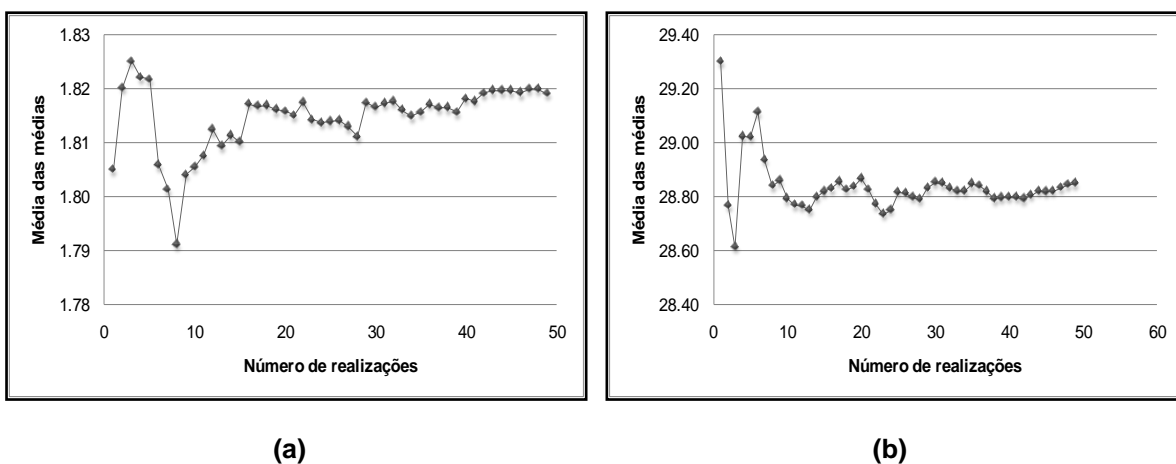 1.83
1.82
1.81
1.80
1.79
1.78
Média das médias
0 10 20 30 40 50
Número de realizações
(a)
29.40
29.20
29.00
28.80
28.60
28.40
Média das médias
0 10 20 30 40 50 60
Número de realizações
(b)